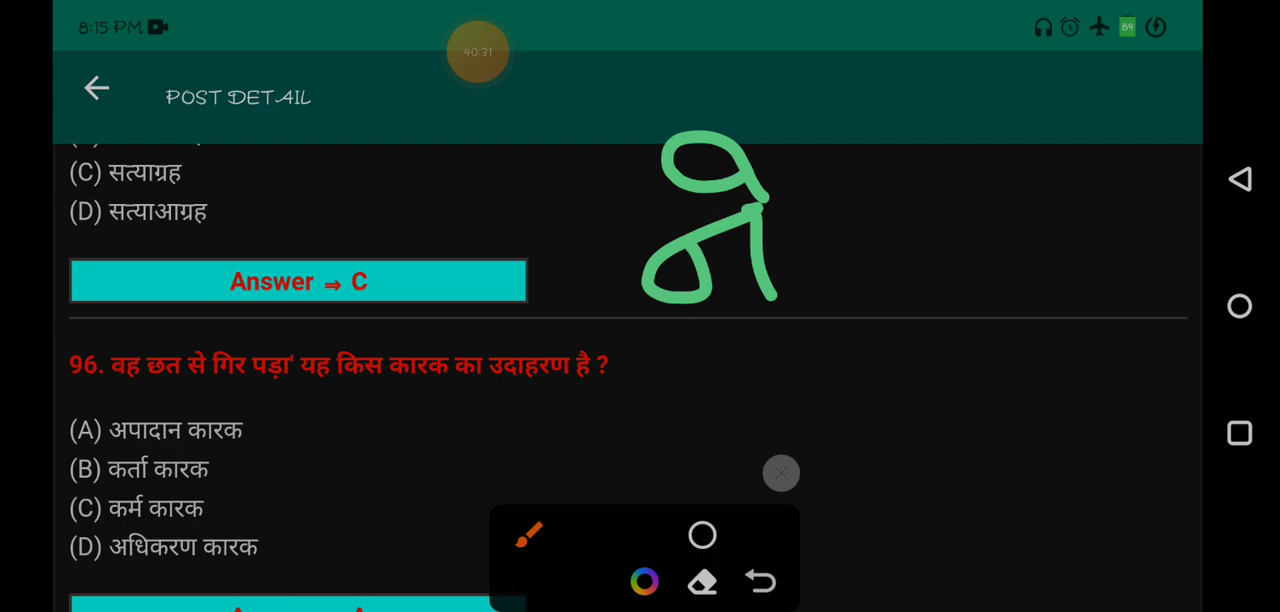 8:15 PM
40:31
89
POST DETAIL
(C) सत्याग्रह
(D) सत्याआग्रह
Answer ⇒ C
96. वह छत से गिर पड़ा' यह किस कारक का उदाहरण है ?
(A) अपादान कारक
(B) कर्ता कारक
(C) कर्म कारक
(D) अधिकरण कारक